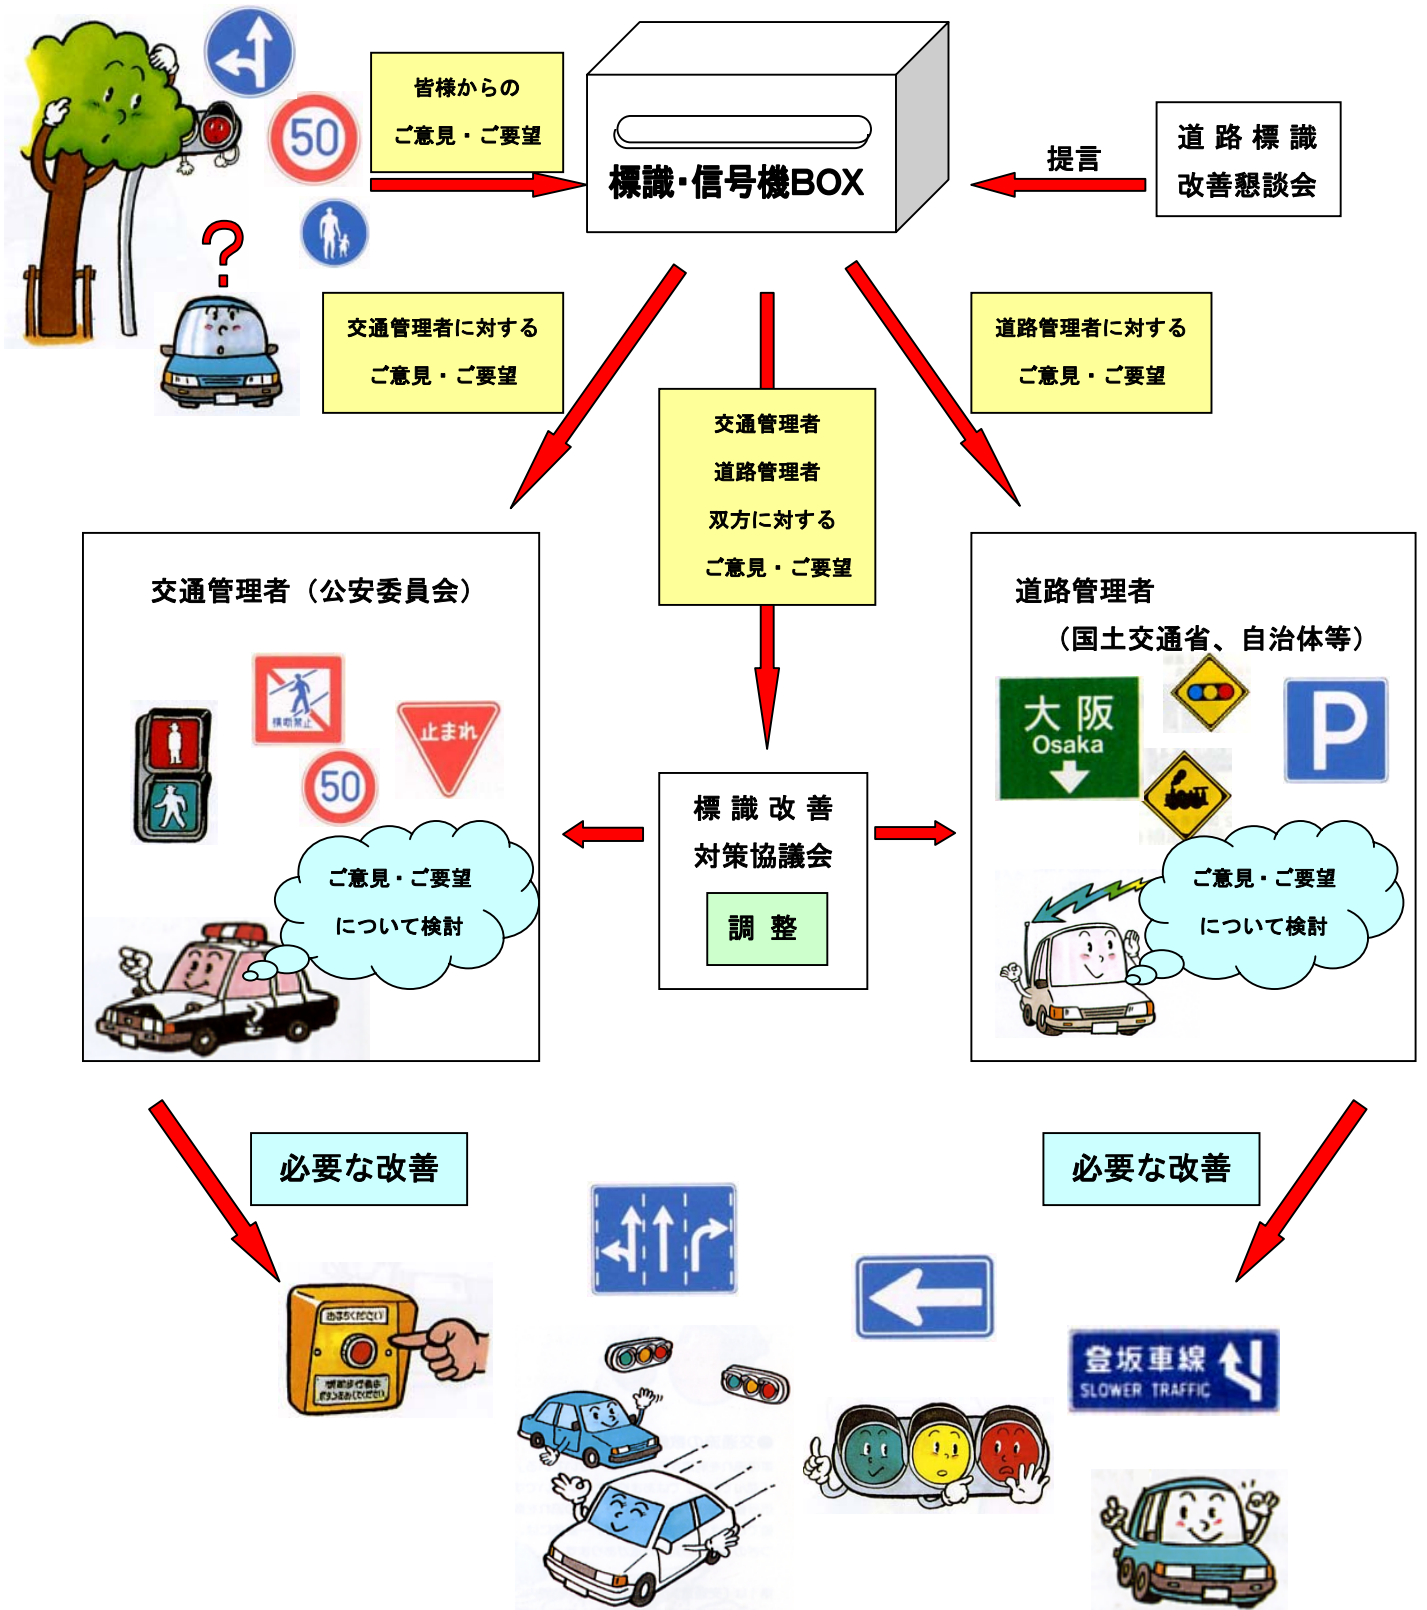 皆様からの
ご意見・ご要望
50
標識・信号機BOX
提言
道路標識
改善懇談会
?
交通管理者に対する
ご意見・ご要望
交通管理者
道路管理者
双方に対する
ご意見・ご要望
道路管理者に対する
ご意見・ご要望
交通管理者（公安委員会）
横断禁止
止まれ
50
ご意見・ご要望
について検討
標識改善
対策協議会
調整
道路管理者
（国土交通省、自治体等）
大阪
Osaka
P
ご意見・ご要望
について検討
必要な改善
必要な改善
おまちください
登坂車線
SLOWER TRAFFIC